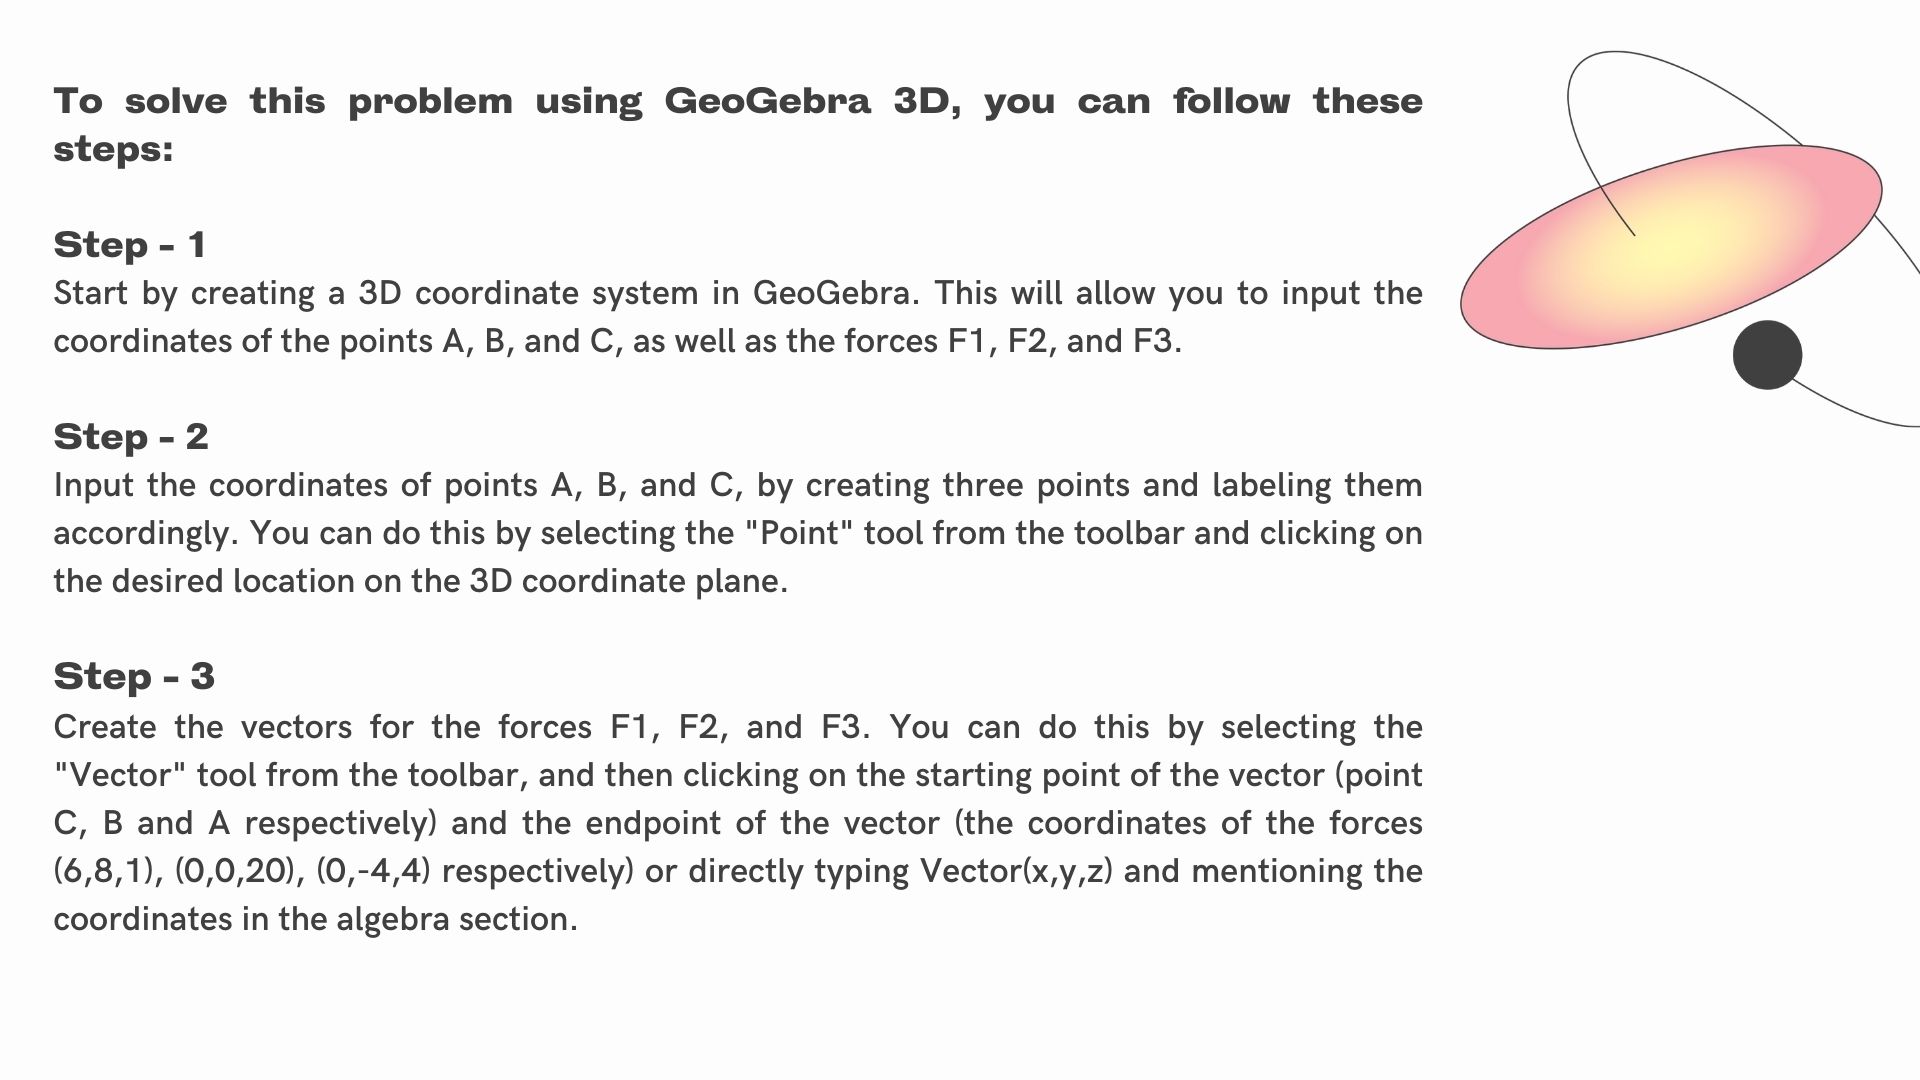 To solve this problem using GeoGebra 3D, you can follow these
steps:
Step - 1
Start by creating a 3D coordinate system in GeoGebra. This will allow you to input the
coordinates of the points A, B, and C, as well as the forces F1, F2, and F3.
Step - 2
Input the coordinates of points A, B, and C, by creating three points and labeling them
accordingly. You can do this by selecting the "Point" tool from the toolbar and clicking on
the desired location on the 3D coordinate plane.
Step - 3
Create the vectors for the forces F1, F2, and F3. You can do this by selecting the
"Vector" tool from the toolbar, and then clicking on the starting point of the vector (point
C, B and A respectively) and the endpoint of the vector (the coordinates of the forces
(6,8,1), (0,0,20), (0,-4,4) respectively) or directly typing Vector(x,y,z) and mentioning the
coordinates in the algebra section.